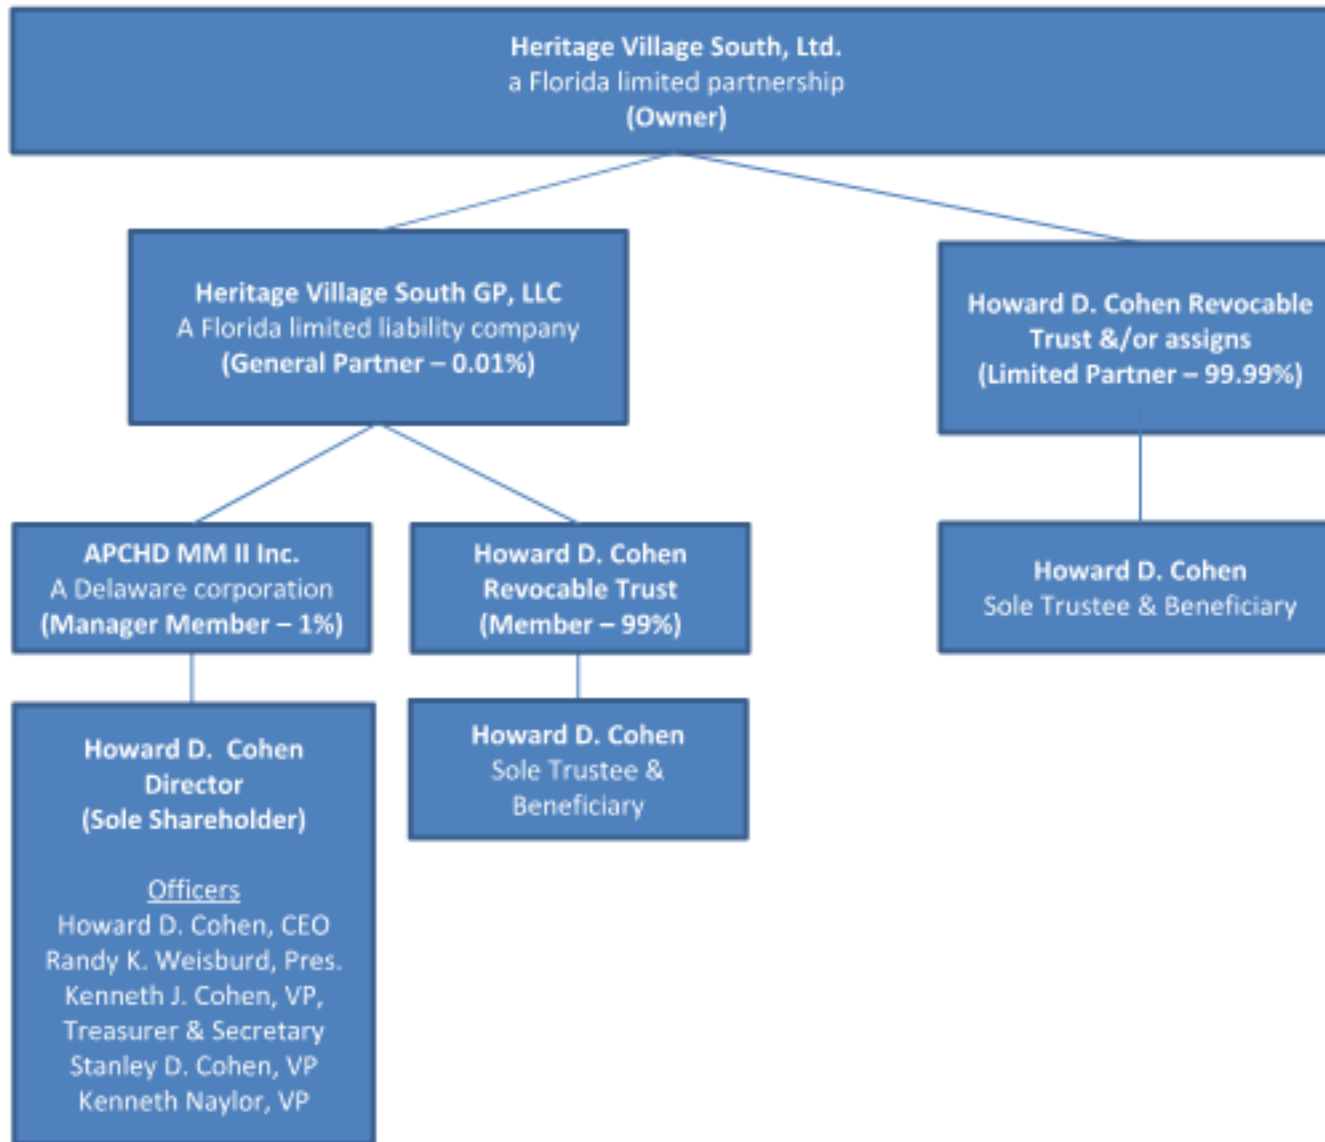 Heritage Village South, Ltd.
a Florida limited partnership
(Owner)
Heritage Village South GP, LLC
A Florida limited liability company
(General Partner – 0.01%)
Howard D. Cohen Revocable
Trust &/or assigns
(Limited Partner – 99.99%)
APCHD MM II Inc.
A Delaware corporation
(Manager Member – 1%)
Howard D. Cohen
Revocable Trust
(Member – 99%)
Howard D. Cohen
Sole Trustee & Beneficiary
Howard D.  Cohen
Director
(Sole Shareholder)
Officers
Howard D. Cohen, CEO
Randy K. Weisburd, Pres.
Kenneth J. Cohen, VP,
Treasurer & Secretary
Stanley D. Cohen, VP
Kenneth Naylor, VP
Howard D. Cohen
Sole Trustee &
Beneficiary